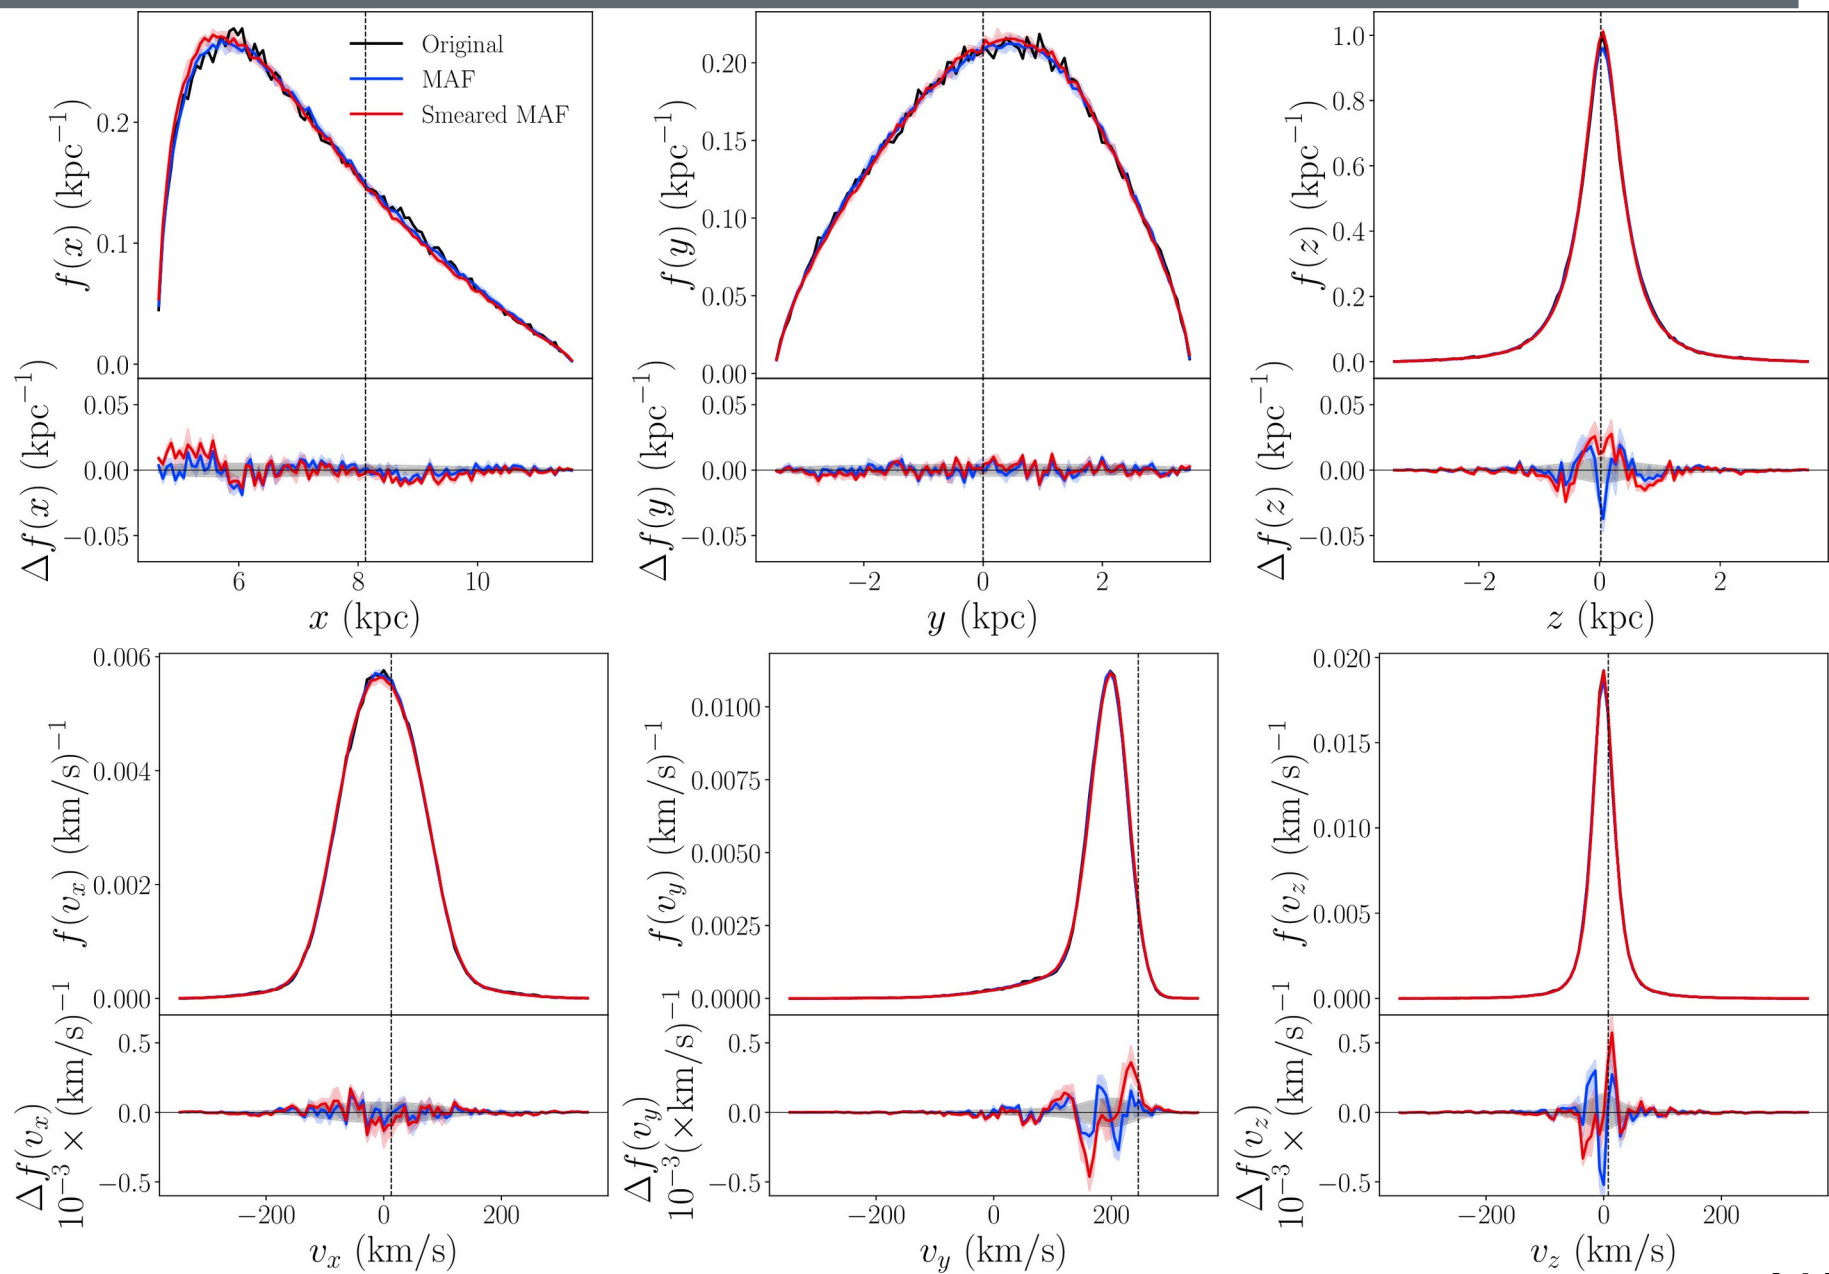 Original
MAF
Smeared MAF
f(x) (kpc⁻¹)
0.2
0.1
0.0
Δf(x) (kpc⁻¹)
0.05
0.00
−0.05
6 8 10
x (kpc)
f(y) (kpc⁻¹)
0.20
0.15
0.10
0.05
0.00
Δf(y) (kpc⁻¹)
0.05
0.00
−0.05
−2 0 2
y (kpc)
f(z) (kpc⁻¹)
1.0
0.8
0.6
0.4
0.2
0.0
Δf(z) (kpc⁻¹)
0.05
0.00
−0.05
−2 0 2
z (kpc)
f(vₓ) (km/s)⁻¹
0.006
0.004
0.002
0.000
Δf(vₓ)
10⁻³ × (km/s)⁻¹
0.5
0.0
−0.5
−200 0 200
vₓ (km/s)
f(v_y) (km/s)⁻¹
0.0100
0.0075
0.0050
0.0025
0.0000
Δf(v_y)
10⁻³(×km/s)⁻¹
0.5
0.0
−0.5
−200 0 200
v_y (km/s)
f(v_z) (km/s)⁻¹
0.020
0.015
0.010
0.005
0.000
Δf(v_z)
10⁻³ × (km/s)⁻¹
0.5
0.0
−0.5
−200 0 200
v_z (km/s)